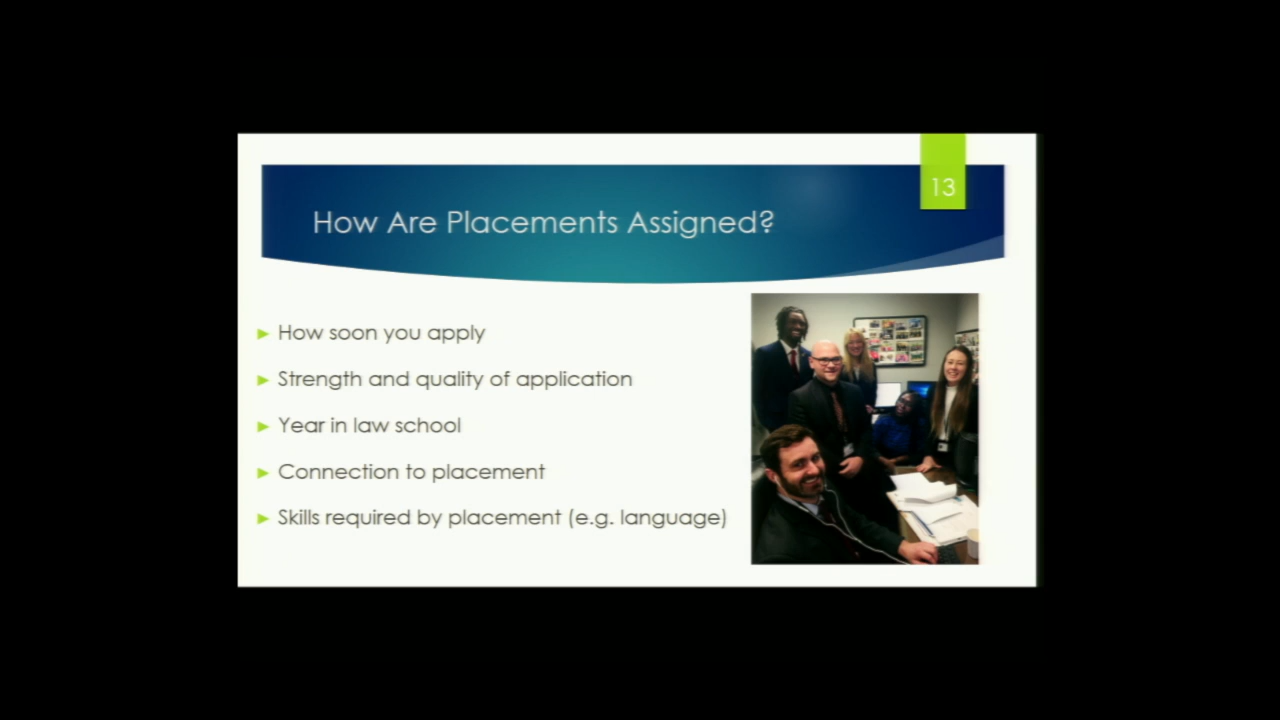 13
How Are Placements Assigned?
How soon you apply
Strength and quality of application
Year in law school
Connection to placement
Skills required by placement (e.g. language)